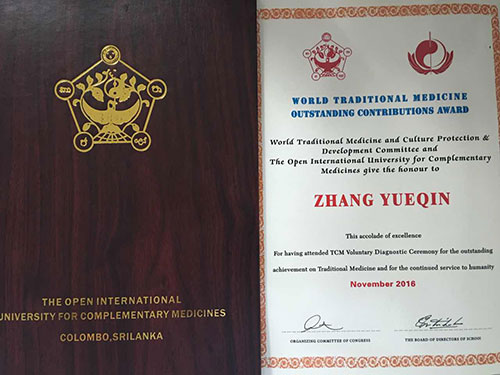 THE OPEN INTERNATIONAL
UNIVERSITY FOR COMPLEMENTARY MEDICINES
COLOMBO,SRILANKA
WORLD TRADITIONAL MEDICINE
OUTSTANDING CONTRIBUTIONS AWARD
World Traditional Medicine and Culture Protection &
Development Committee and
The Open International University for Complementary
Medicines give the honour to
ZHANG YUEQIN
This accolade of excellence
For having attended TCM Voluntary Diagnostic Ceremony for the outstanding
achievement on Traditional Medicine and for the continued service to humanity
November 2016
ORGANIZING COMMITTEE OF CONGRESS
THE BOARD OF DIRECTORS OF SCHOOL